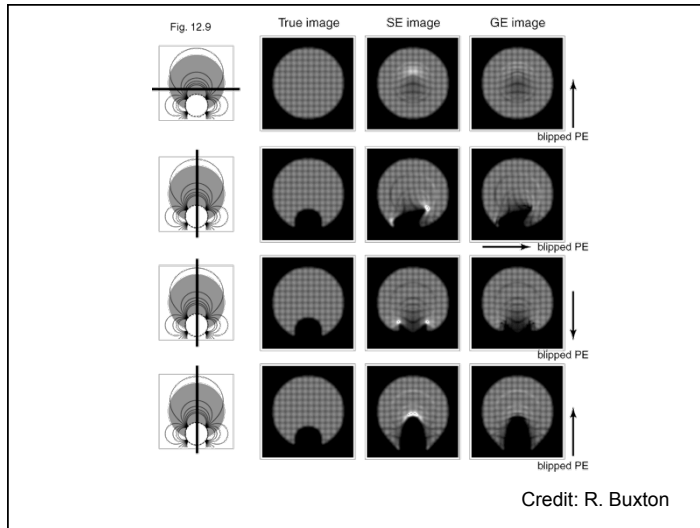 Fig. 12.9
True image
SE image
GE image
blipped PE
blipped PE
blipped PE
blipped PE
Credit: R. Buxton